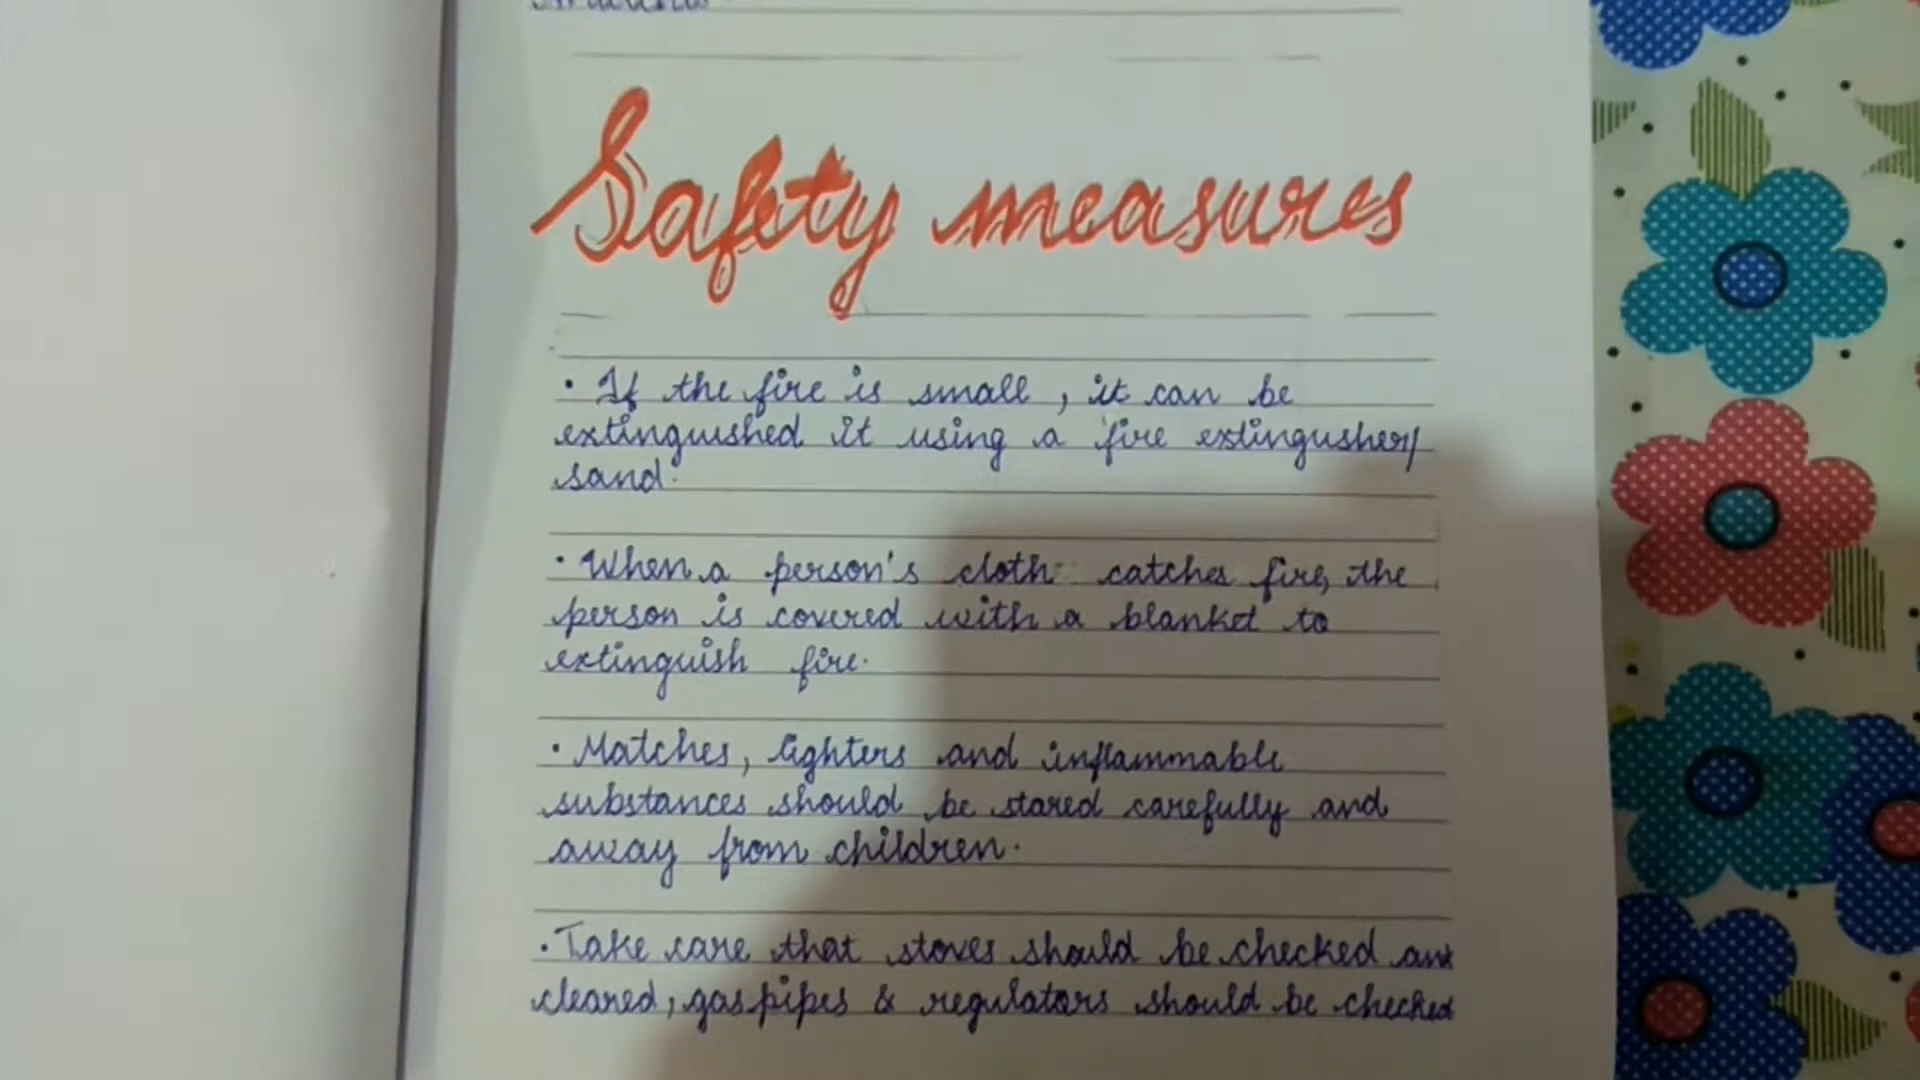 Safety measures
• If the fire is small, it can be
extinguished it using a fire extingusher/
sand.
• When a person's cloth catches fire, the
person is covered with a blanket to
extinguish fire.
• Matches, lighters and inflammable
substances should be stored carefully and
away from children.
• Take care that stoves should be checked and
cleaned, gas pipes & regulators should be checked